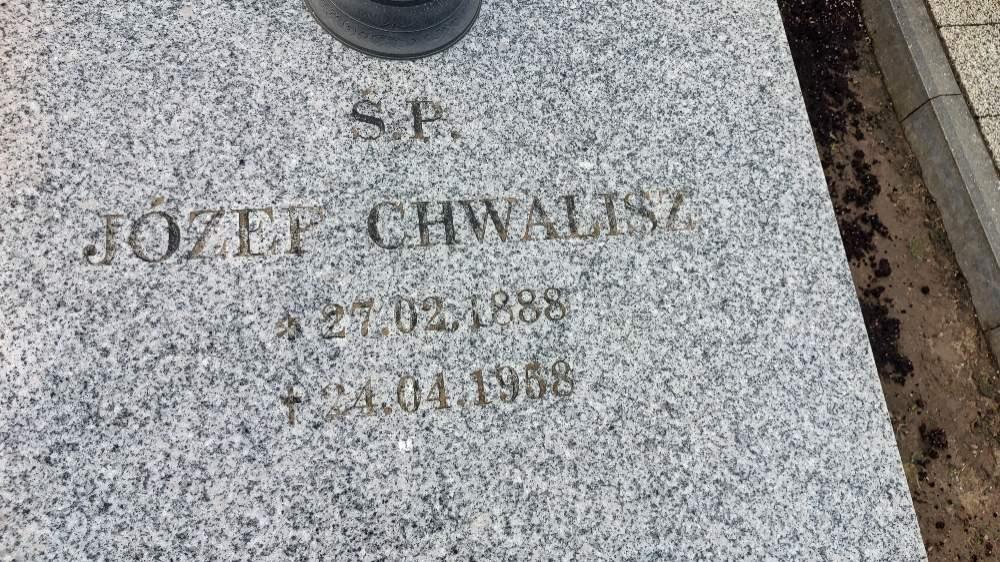 Ś.P.
JÓZEF CHWALISZ
* 27.02.1888
† 24.04.1958